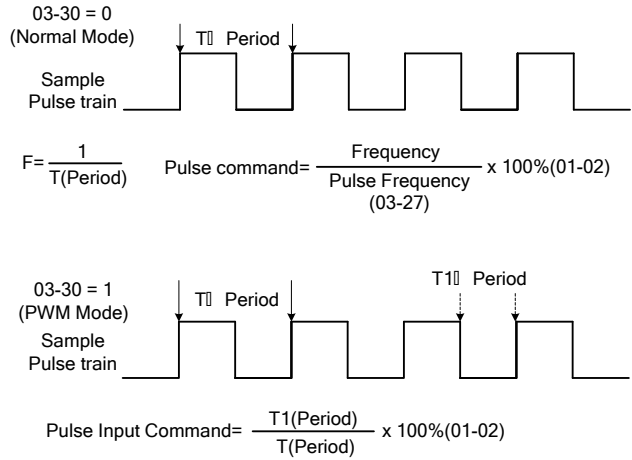 03-30 = 0
(Normal Mode)
T▯ Period
Sample
Pulse train
F= 1 / T(Period)
Pulse command= Frequency / Pulse Frequency (03-27) x 100%(01-02)
03-30 = 1
(PWM Mode)
T▯ Period
T1▯ Period
Sample
Pulse train
Pulse Input Command= T1(Period) / T(Period) x 100%(01-02)